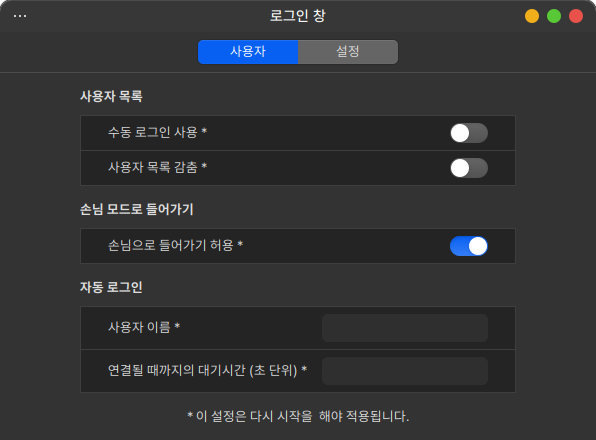 로그인 창
사용자
설정
사용자 목록
수동 로그인 사용 *
사용자 목록 감춤 *
손님 모드로 들어가기
손님으로 들어가기 허용 *
자동 로그인
사용자 이름 *
연결될 때까지의 대기시간 (초 단위) *
* 이 설정은 다시 시작을 해야 적용됩니다.